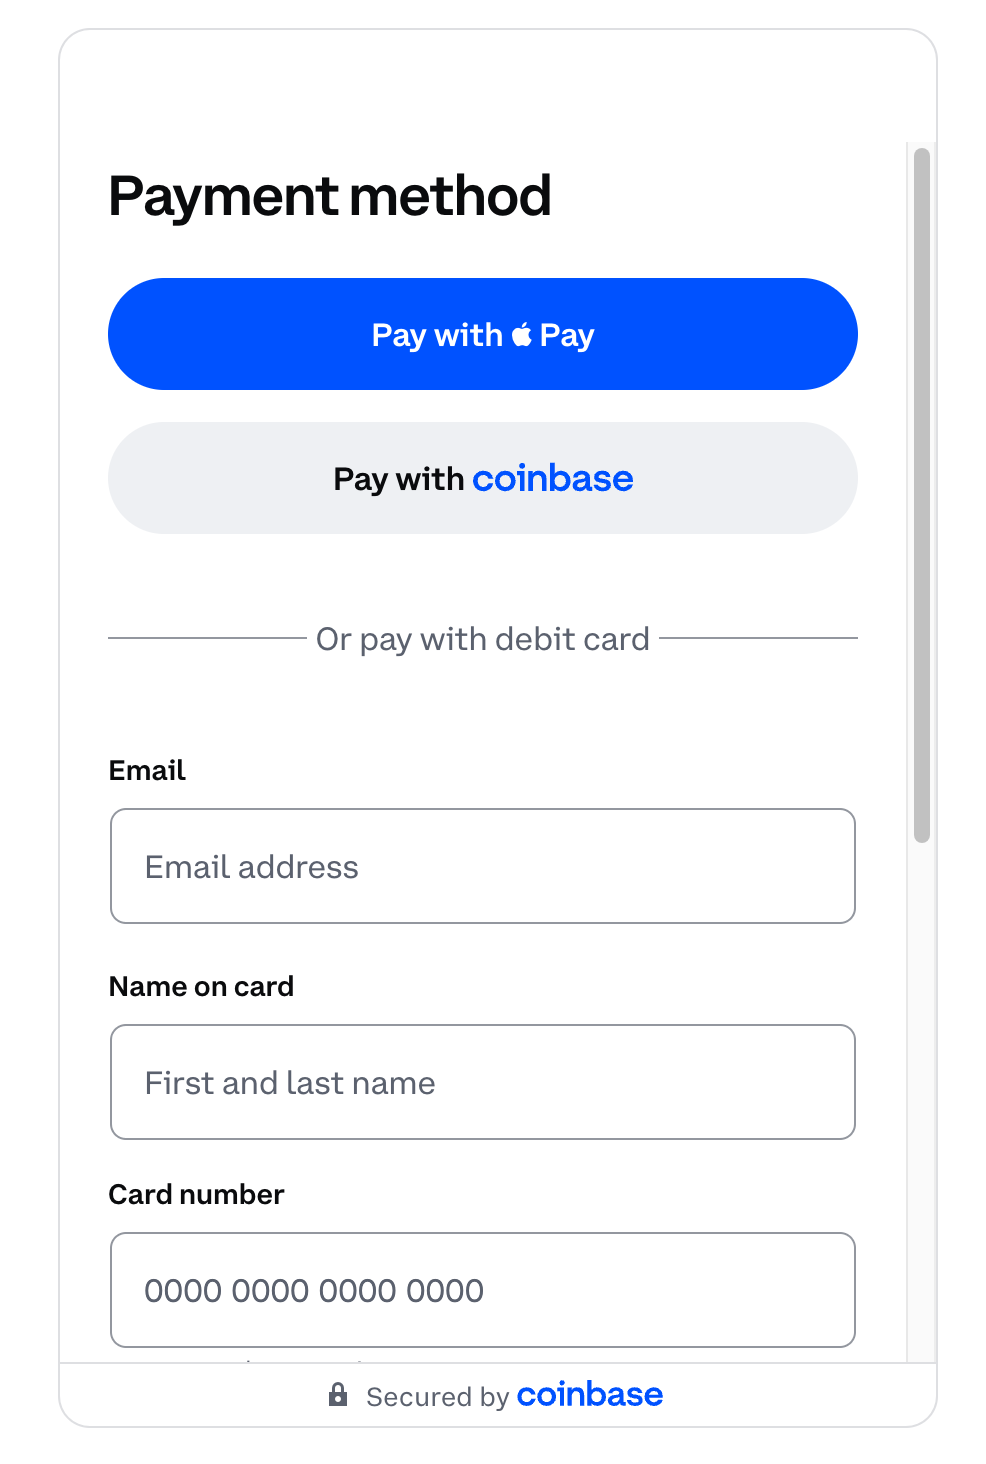 Payment method
Pay with Pay
Pay with coinbase
Or pay with debit card
Email
Email address
Name on card
First and last name
Card number
0000 0000 0000 0000
Secured by coinbase